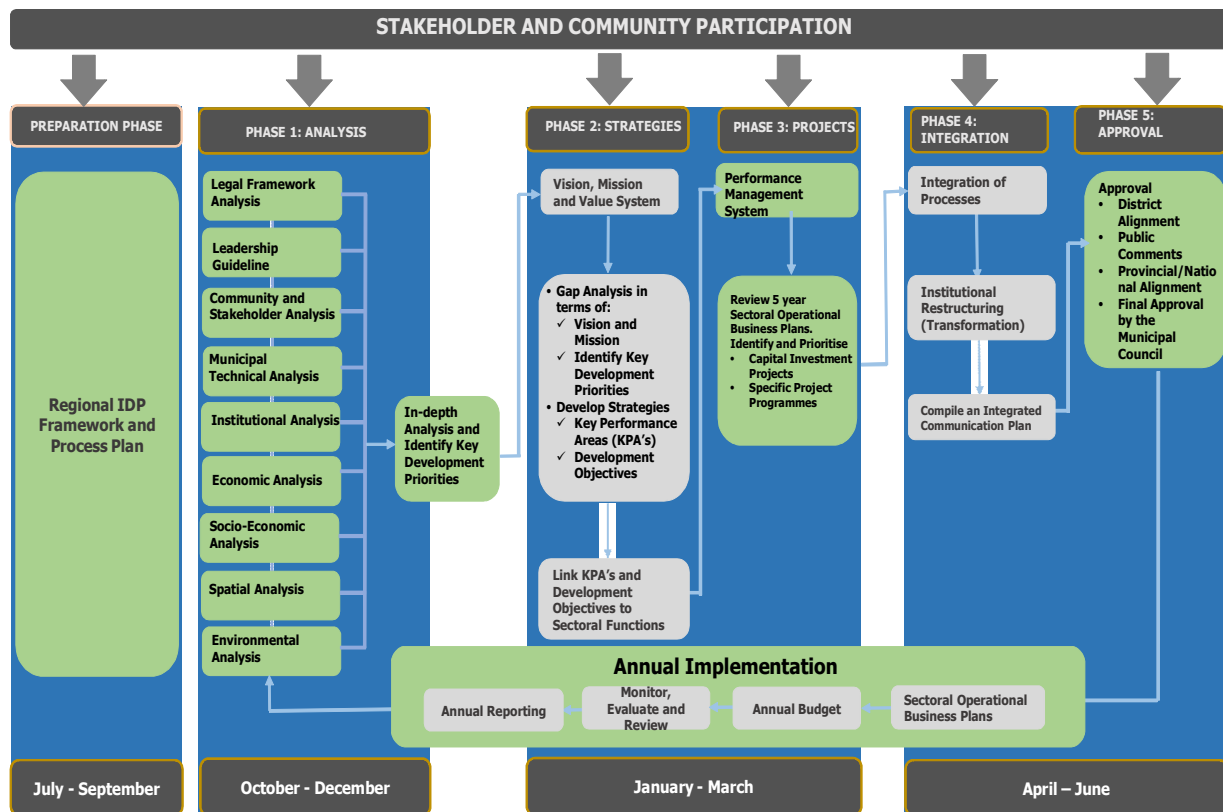 STAKEHOLDER AND COMMUNITY PARTICIPATION
PREPARATION PHASE
Regional IDP
Framework and
Process Plan
July - September
PHASE 1: ANALYSIS
Legal Framework
Analysis
Leadership
Guideline
Community and
Stakeholder Analysis
Municipal
Technical Analysis
Institutional Analysis
Economic Analysis
Socio-Economic
Analysis
Spatial Analysis
Environmental
Analysis
In-depth
Analysis and
Identify Key
Development
Priorities
October - December
PHASE 2: STRATEGIES
Vision, Mission
and Value System
• Gap Analysis in
terms of:
✓ Vision and
Mission
✓ Identify Key
Development
Priorities
• Develop Strategies
✓ Key Performance
Areas (KPA's)
✓ Development
Objectives
Link KPA's and
Development
Objectives to
Sectoral Functions
PHASE 3: PROJECTS
Performance
Management
System
Review 5 year
Sectoral Operational
Business Plans.
Identify and Prioritise
• Capital Investment
Projects
• Specific Project
Programmes
January - March
PHASE 4:
INTEGRATION
Integration of
Processes
Institutional
Restructuring
(Transformation)
Compile an Integrated
Communication Plan
PHASE 5:
APPROVAL
Approval
• District
Alignment
• Public
Comments
• Provincial/Natio
nal Alignment
• Final Approval
by the
Municipal
Council
April – June
Annual Implementation
Annual Reporting
Monitor,
Evaluate and
Review
Annual Budget
Sectoral Operational
Business Plans